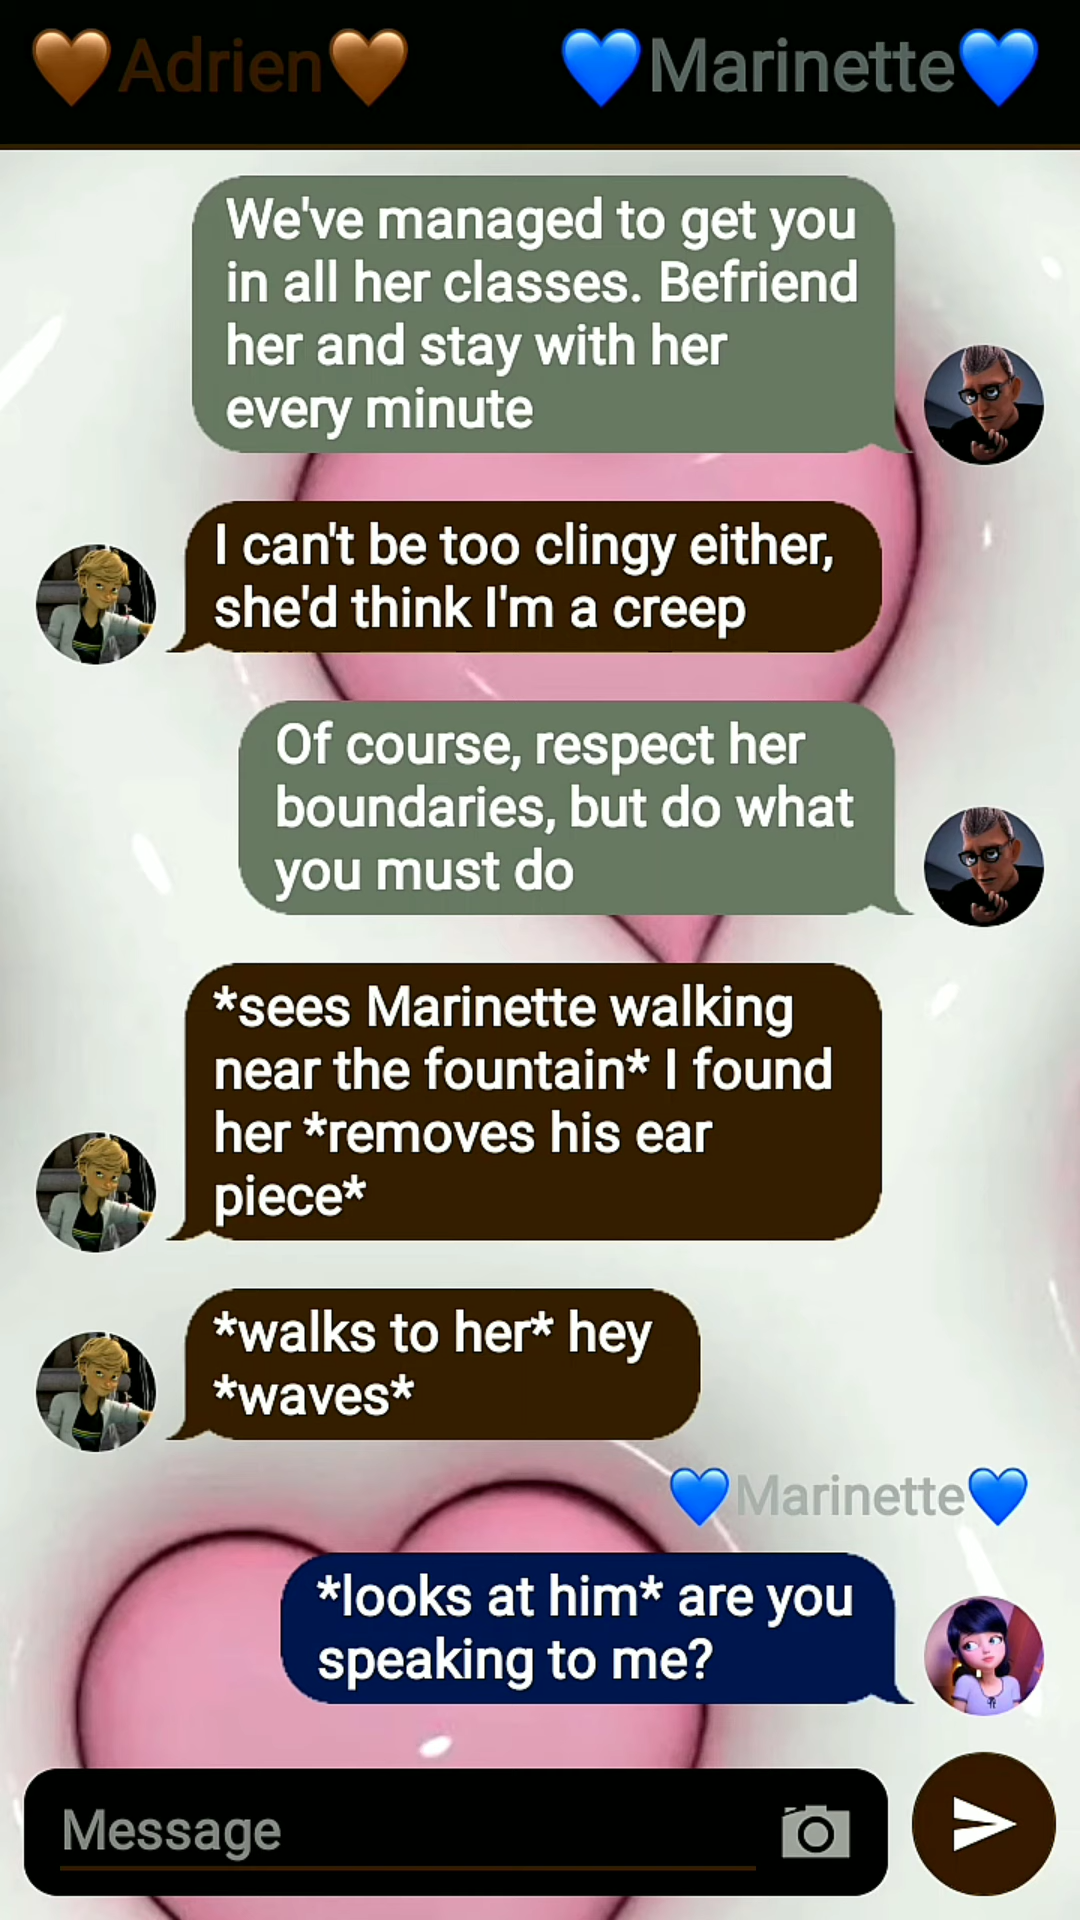 🧡Adrien🧡 💙Marinette💙
We've managed to get you
in all her classes. Befriend
her and stay with her
every minute
I can't be too clingy either,
she'd think I'm a creep
Of course, respect her
boundaries, but do what
you must do
*sees Marinette walking
near the fountain* I found
her *removes his ear
piece*
*walks to her* hey
*waves*
💙Marinette💙
*looks at him* are you
speaking to me?
Message